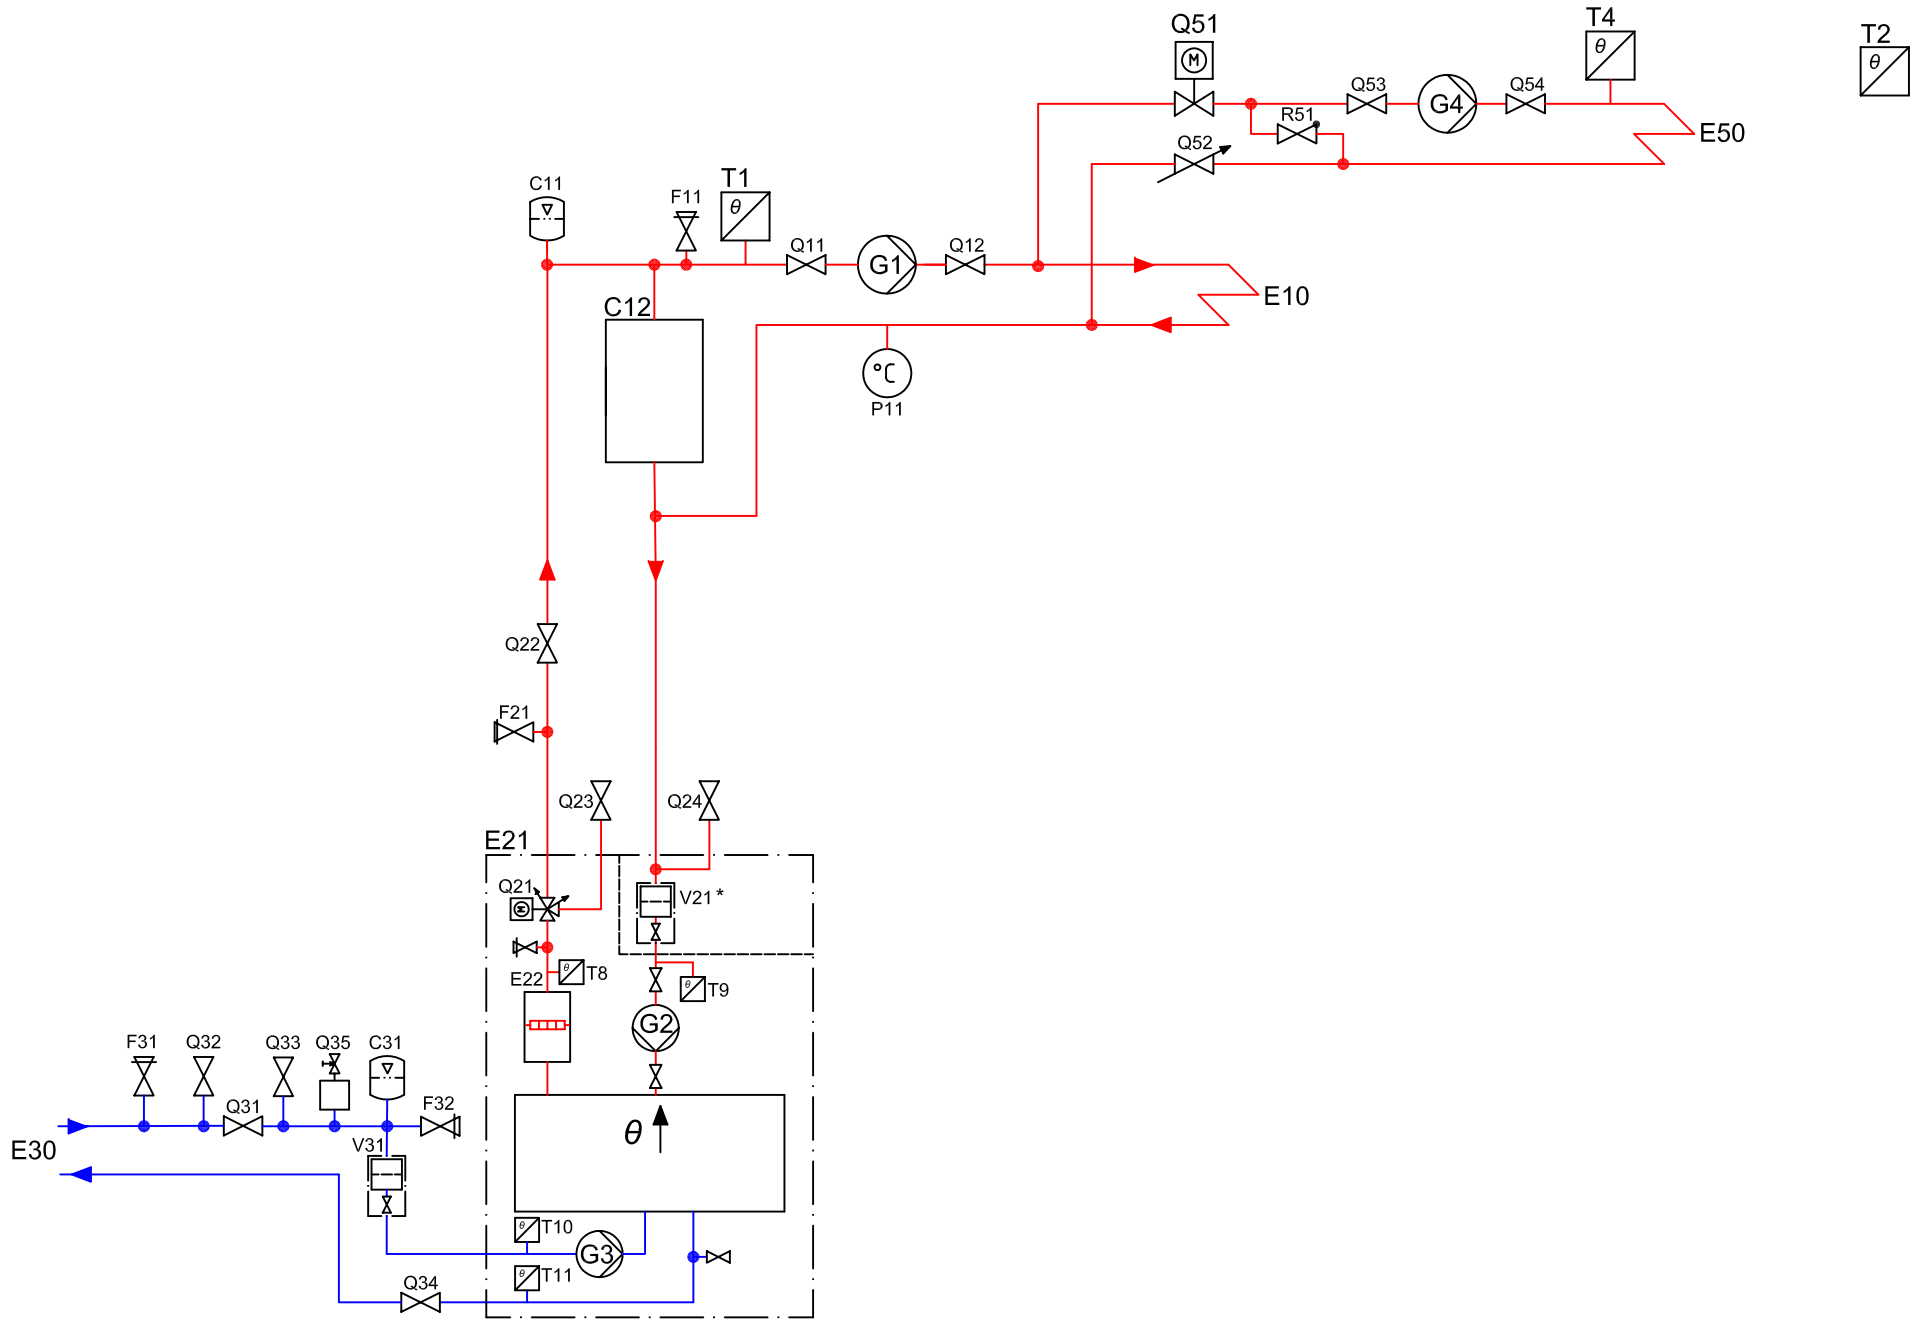 Q51
T4
T2
θ
θ
M
Q53
G4
Q54
R51
E50
Q52
C11
F11
T1
θ
Q11
G1
Q12
E10
C12
°C
P11
Q22
F21
Q23
Q24
E21
Q21
M
V21 *
E22
θ
T8
θ
T9
G2
F31
Q32
Q33
Q35
C31
Q31
F32
E30
V31
θ
θ
T10
G3
θ
T11
Q34